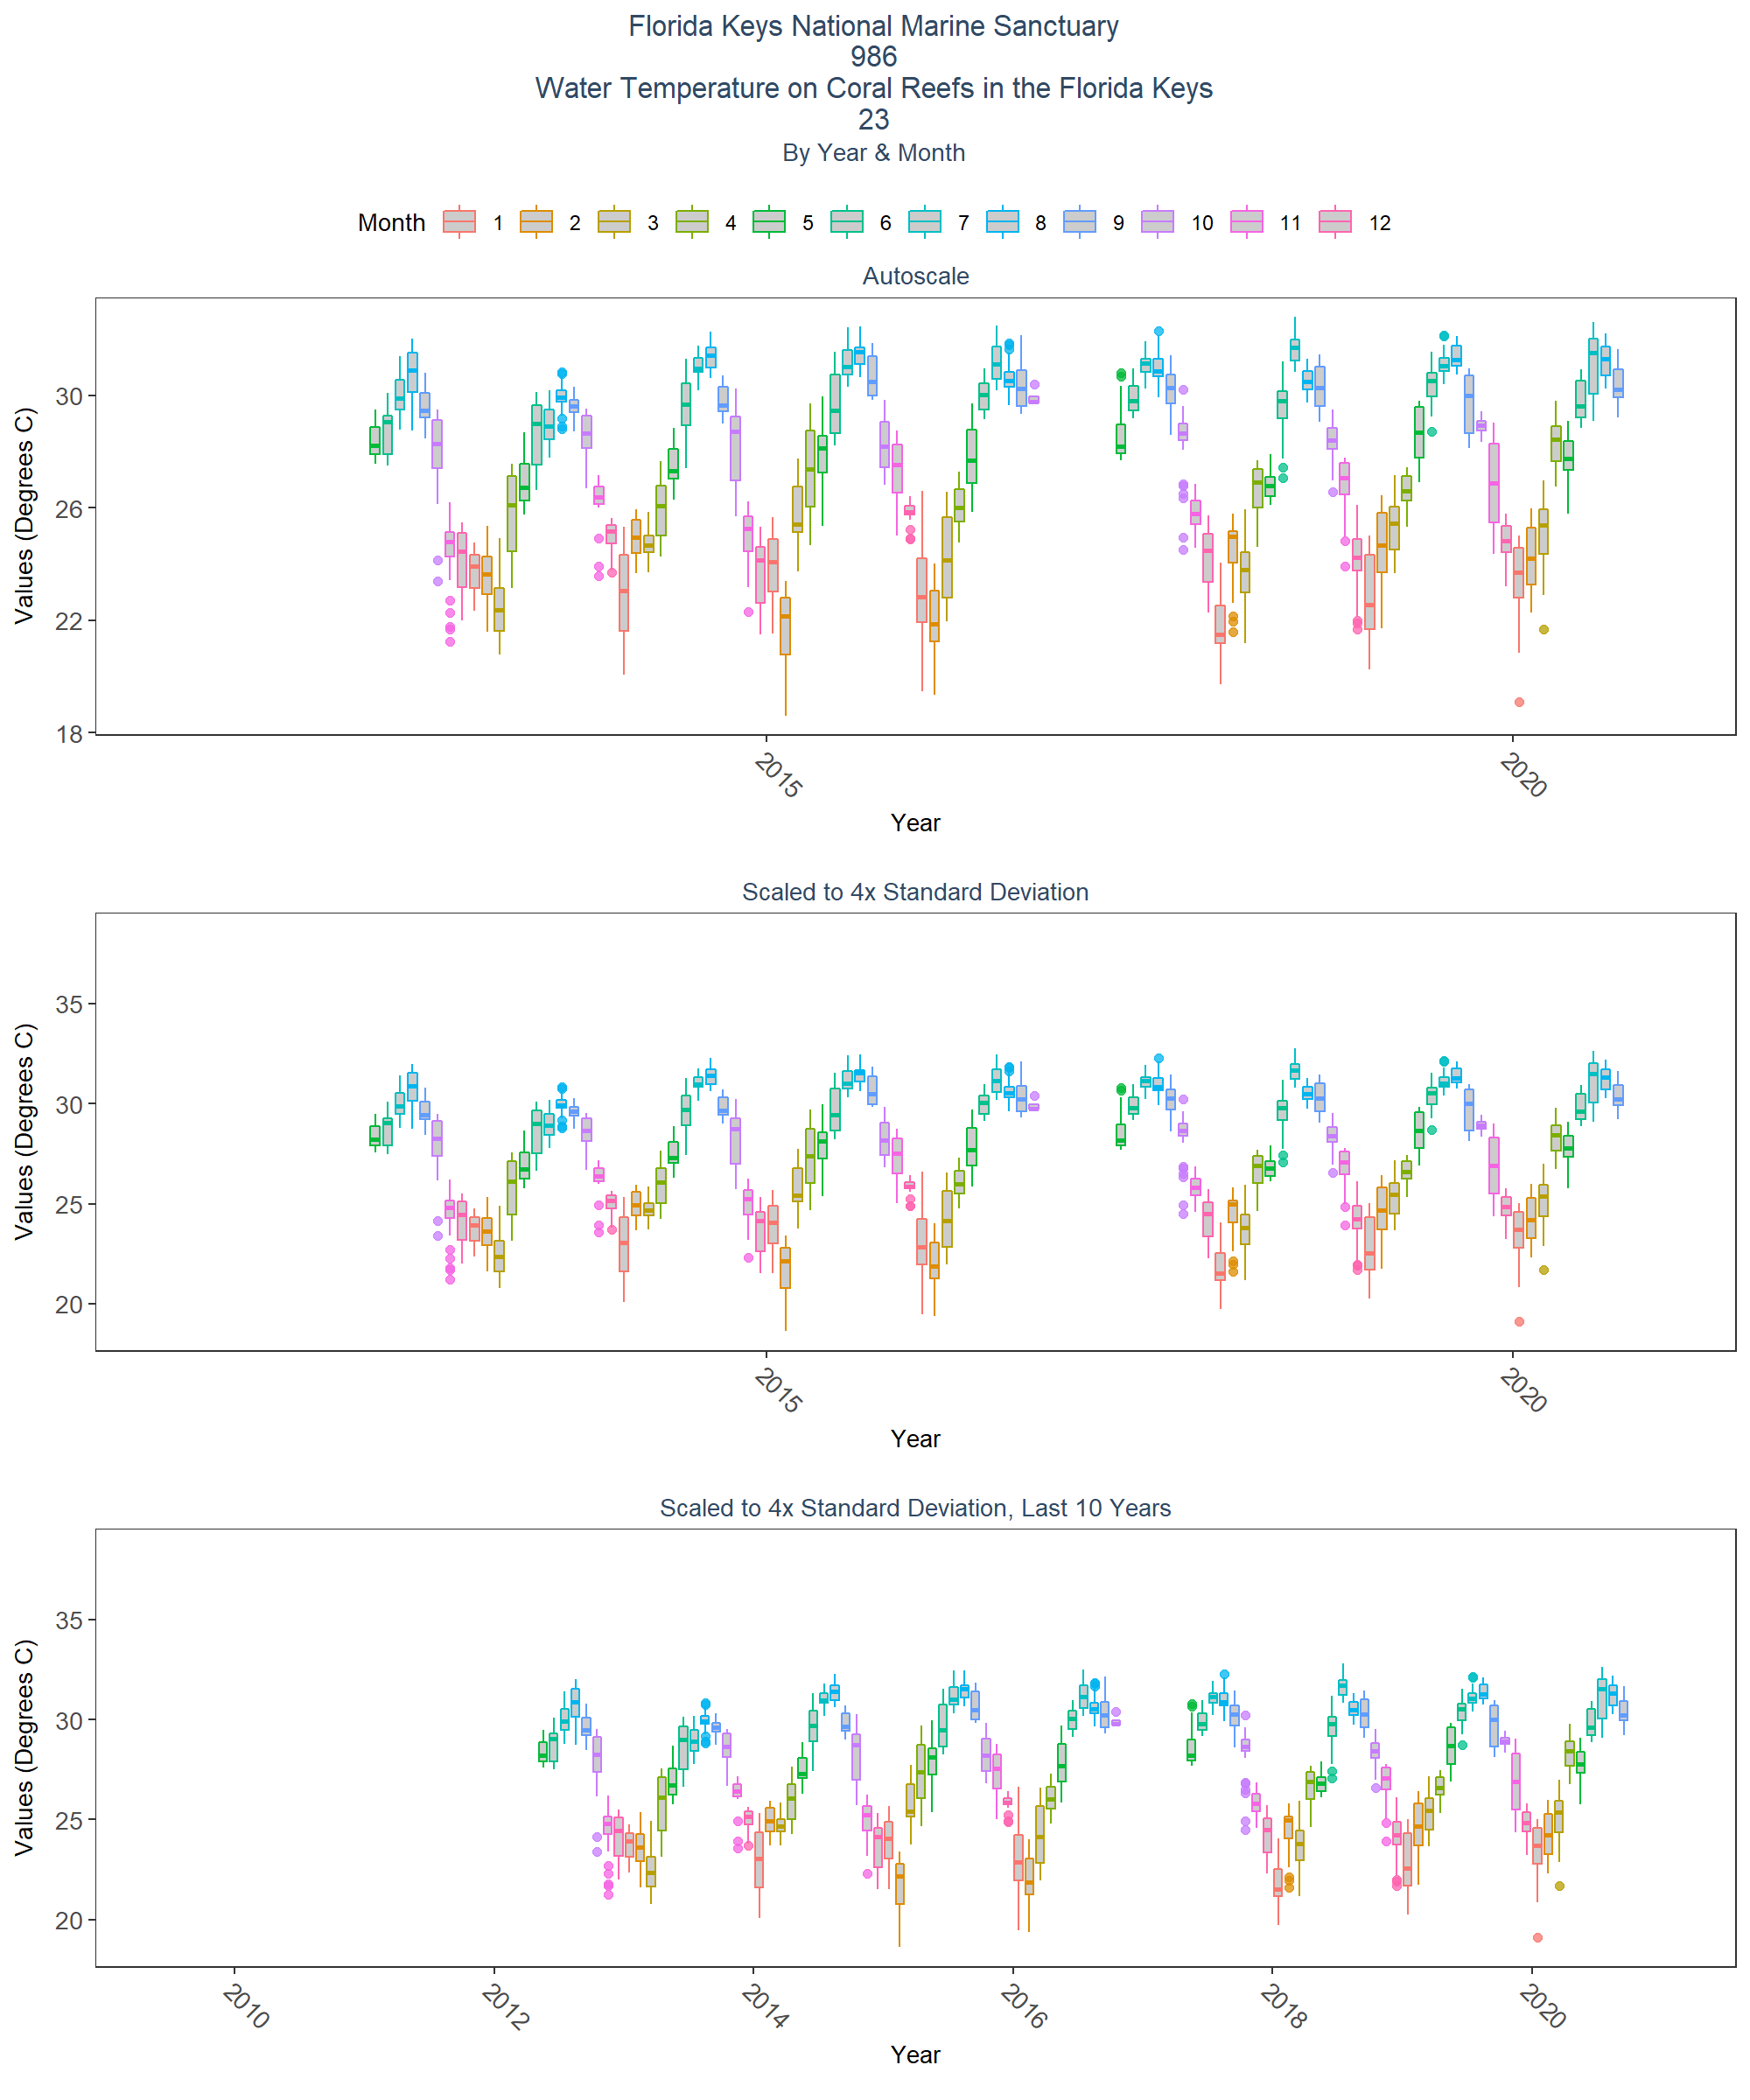 Florida Keys National Marine Sanctuary
986
Water Temperature on Coral Reefs in the Florida Keys
23
By Year & Month
Month 1 2 3 4 5 6 7 8 9 10 11 12
Autoscale
Values (Degrees C)
30
26
22
18
2015 2020
Year
Scaled to 4x Standard Deviation
Values (Degrees C)
35
30
25
20
2015 2020
Year
Scaled to 4x Standard Deviation, Last 10 Years
Values (Degrees C)
35
30
25
20
2010 2012 2014 2016 2018 2020
Year